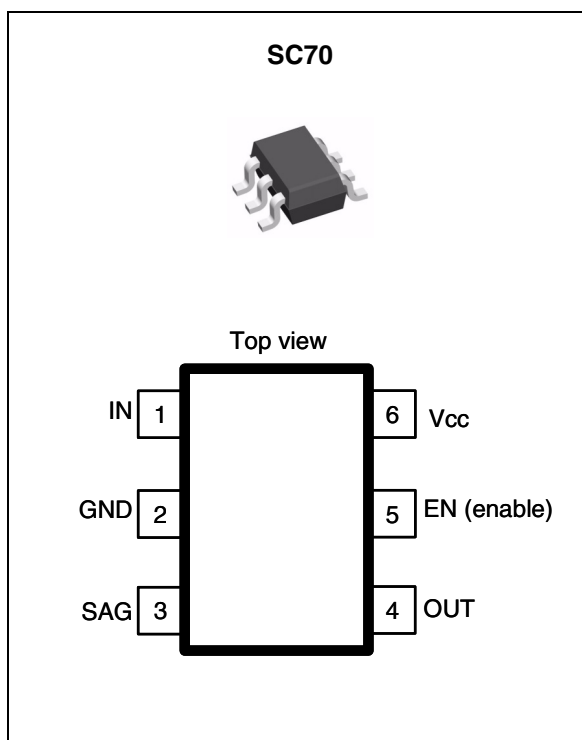 SC70
Top view
IN 1
6 Vcc
GND 2
5 EN (enable)
SAG 3
4 OUT